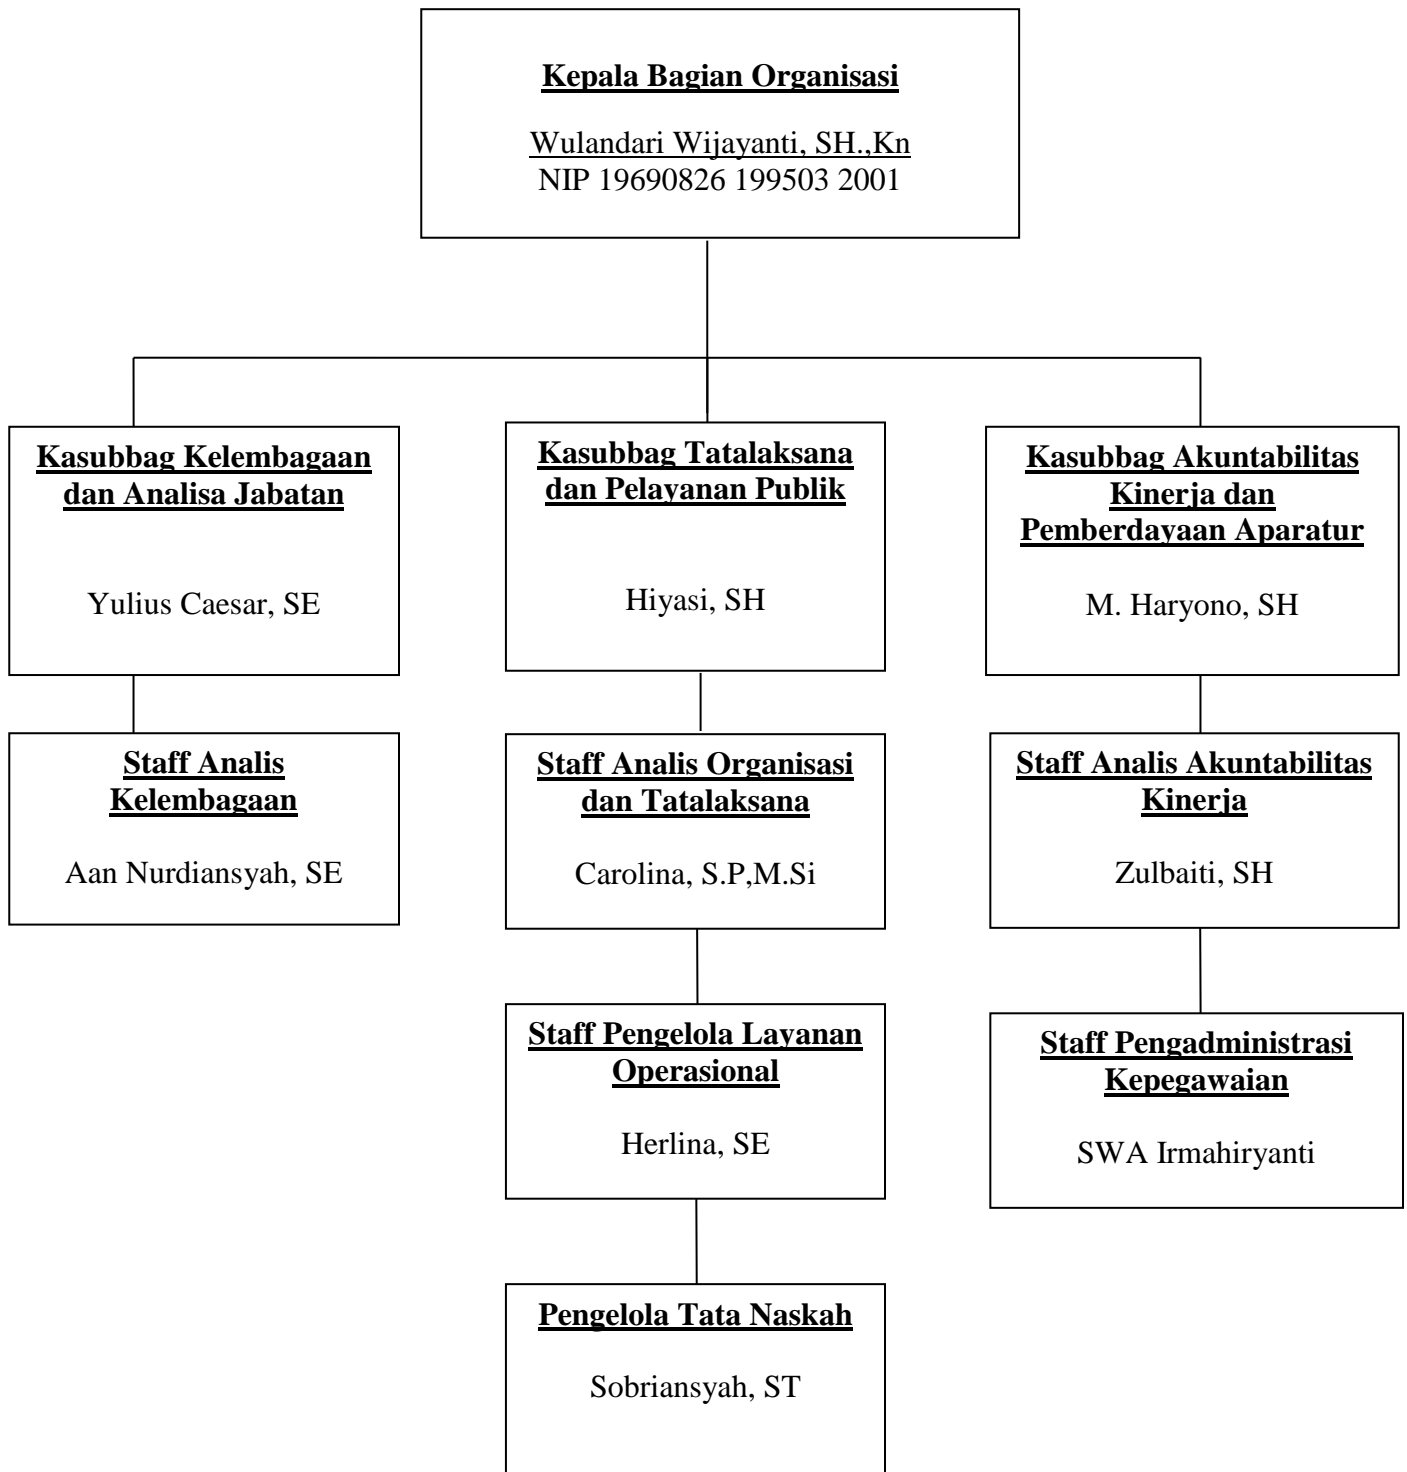 Kepala Bagian Organisasi
Wulandari Wijayanti, SH.,Kn
NIP 19690826 199503 2001
Kasubbag Kelembagaan
dan Analisa Jabatan
Yulius Caesar, SE
Kasubbag Tatalaksana
dan Pelayanan Publik
Hiyasi, SH
Kasubbag Akuntabilitas
Kinerja dan
Pemberdayaan Aparatur
M. Haryono, SH
Staff Analis
Kelembagaan
Aan Nurdiansyah, SE
Staff Analis Organisasi
dan Tatalaksana
Carolina, S.P,M.Si
Staff Analis Akuntabilitas
Kinerja
Zulbaiti, SH
Staff Pengelola Layanan
Operasional
Herlina, SE
Staff Pengadministrasi
Kepegawaian
SWA Irmahiryanti
Pengelola Tata Naskah
Sobriansyah, ST